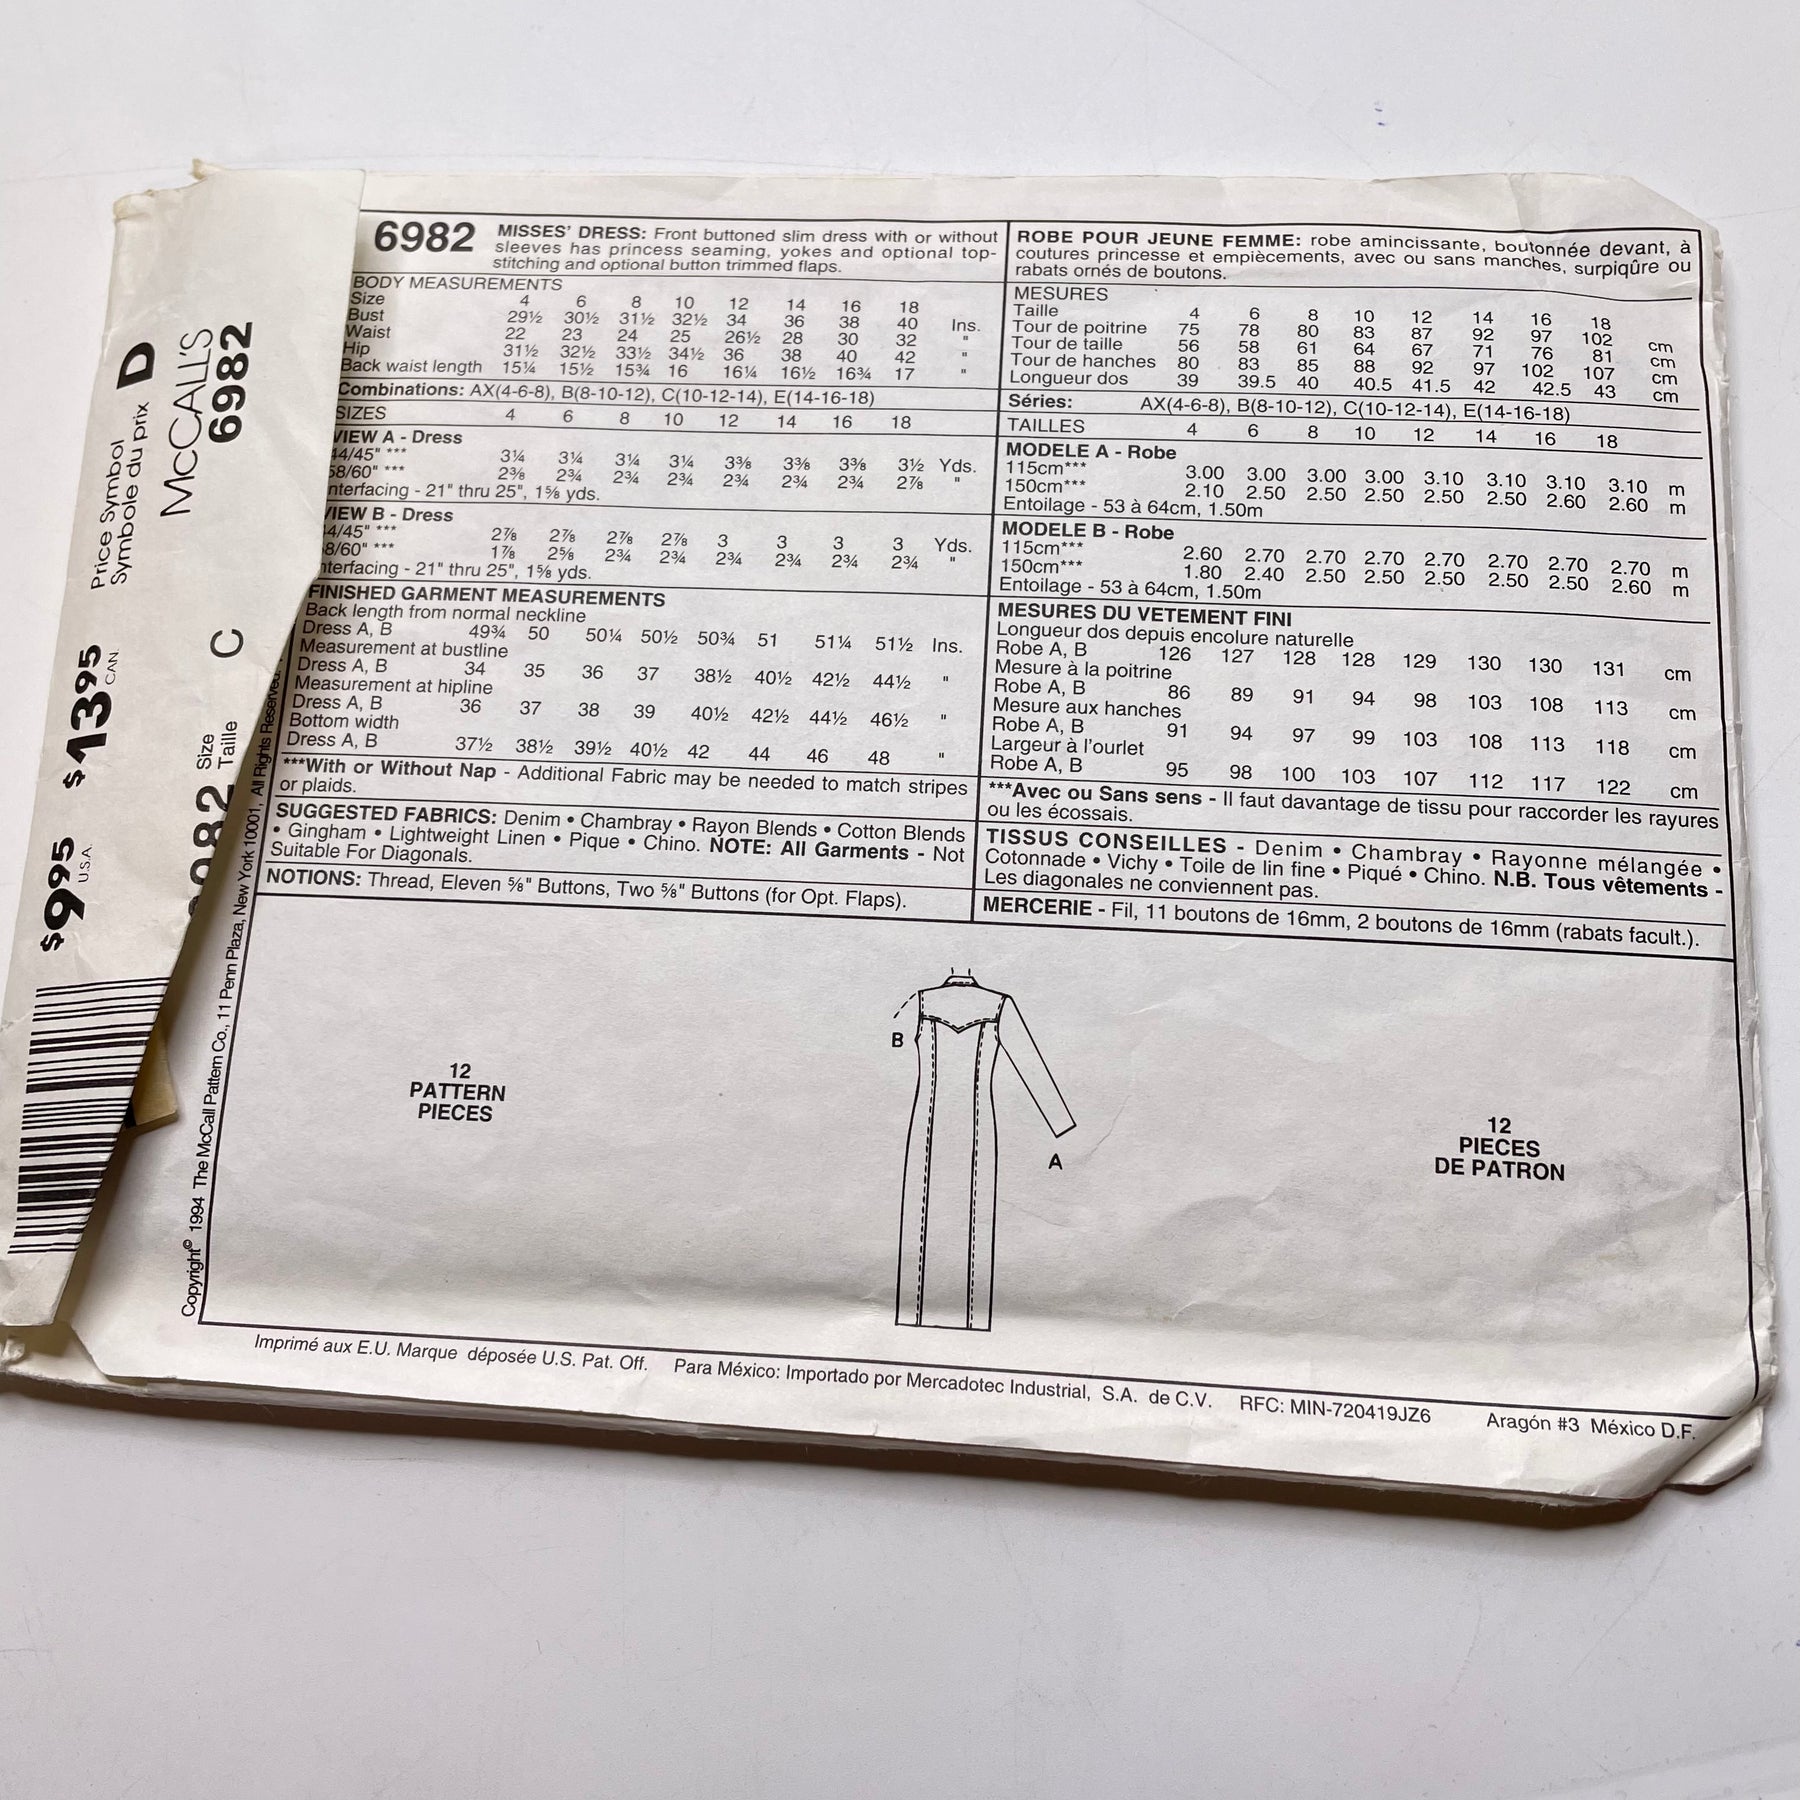 Price Symbol
Symbole du prix D
McCALL'S
6982
$13.95 CAN.
$9.95 U.S.A.
Size
Taille C
Copyright© 1994 The McCall Pattern Co., 11 Penn Plaza, New York 10001, All Rights Reserved.
6982 MISSES' DRESS: Front buttoned slim dress with or without
sleeves has princess seaming, yokes and optional top-
stitching and optional button trimmed flaps.
BODY MEASUREMENTS
Size 4 6 8 10 12 14 16 18
Bust 29½ 30½ 31½ 32½ 34 36 38 40 Ins.
Waist 22 23 24 25 26½ 28 30 32 "
Hip 31½ 32½ 33½ 34½ 36 38 40 42 "
Back waist length 15¼ 15½ 15¾ 16 16¼ 16½ 16¾ 17 "
Combinations: AX(4-6-8), B(8-10-12), C(10-12-14), E(14-16-18)
SIZES 4 6 8 10 12 14 16 18
VIEW A - Dress
44/45" *** 3¼ 3¼ 3¼ 3¼ 3⅜ 3⅜ 3⅜ 3½ Yds.
58/60" *** 2⅜ 2¾ 2¾ 2¾ 2¾ 2¾ 2¾ 2⅞ "
nterfacing - 21" thru 25", 1⅝ yds.
VIEW B - Dress
4/45" *** 2⅞ 2⅞ 2⅞ 2⅞ 3 3 3 3 Yds.
8/60" *** 1⅞ 2⅝ 2¾ 2¾ 2¾ 2¾ 2¾ 2¾ "
nterfacing - 21" thru 25", 1⅝ yds.
FINISHED GARMENT MEASUREMENTS
Back length from normal neckline
Dress A, B 49¾ 50 50¼ 50½ 50¾ 51 51¼ 51½ Ins.
Measurement at bustline
Dress A, B 34 35 36 37 38½ 40½ 42½ 44½ "
Measurement at hipline
Dress A, B 36 37 38 39 40½ 42½ 44½ 46½ "
Bottom width
Dress A, B 37½ 38½ 39½ 40½ 42 44 46 48 "
***With or Without Nap - Additional Fabric may be needed to match stripes
or plaids.
SUGGESTED FABRICS: Denim • Chambray • Rayon Blends • Cotton Blends
• Gingham • Lightweight Linen • Pique • Chino. NOTE: All Garments - Not
Suitable For Diagonals.
NOTIONS: Thread, Eleven ⅝" Buttons, Two ⅝" Buttons (for Opt. Flaps).
ROBE POUR JEUNE FEMME: robe amincissante, boutonnée devant, à
coutures princesse et empiècements, avec ou sans manches, surpiqûre ou
rabats ornés de boutons.
MESURES
Taille 4 6 8 10 12 14 16 18
Tour de poitrine 75 78 80 83 87 92 97 102 cm
Tour de taille 56 58 61 64 67 71 76 81 cm
Tour de hanches 80 83 85 88 92 97 102 107 cm
Longueur dos 39 39.5 40 40.5 41.5 42 42.5 43 cm
Séries: AX(4-6-8), B(8-10-12), C(10-12-14), E(14-16-18)
TAILLES 4 6 8 10 12 14 16 18
MODELE A - Robe
115cm*** 3.00 3.00 3.00 3.00 3.10 3.10 3.10 3.10 m
150cm*** 2.10 2.50 2.50 2.50 2.50 2.50 2.60 2.60 m
Entoilage - 53 à 64cm, 1.50m
MODELE B - Robe
115cm*** 2.60 2.70 2.70 2.70 2.70 2.70 2.70 2.70 m
150cm*** 1.80 2.40 2.50 2.50 2.50 2.50 2.50 2.60 m
Entoilage - 53 à 64cm, 1.50m
MESURES DU VETEMENT FINI
Longueur dos depuis encolure naturelle
Robe A, B 126 127 128 128 129 130 130 131 cm
Mesure à la poitrine
Robe A, B 86 89 91 94 98 103 108 113 cm
Mesure aux hanches
Robe A, B 91 94 97 99 103 108 113 118 cm
Largeur à l'ourlet
Robe A, B 95 98 100 103 107 112 117 122 cm
***Avec ou Sans sens - Il faut davantage de tissu pour raccorder les rayures
ou les écossais.
TISSUS CONSEILLES - Denim • Chambray • Rayonne mélangée •
Cotonnade • Vichy • Toile de lin fine • Piqué • Chino. N.B. Tous vêtements -
Les diagonales ne conviennent pas.
MERCERIE - Fil, 11 boutons de 16mm, 2 boutons de 16mm (rabats facult.).
12
PATTERN
PIECES
B
A
12
PIECES
DE PATRON
Imprimé aux E.U. Marque déposée U.S. Pat. Off. Para México: Importado por Mercadotec Industrial, S.A. de C.V. RFC: MIN-720419JZ6 Aragón #3 México D.F.